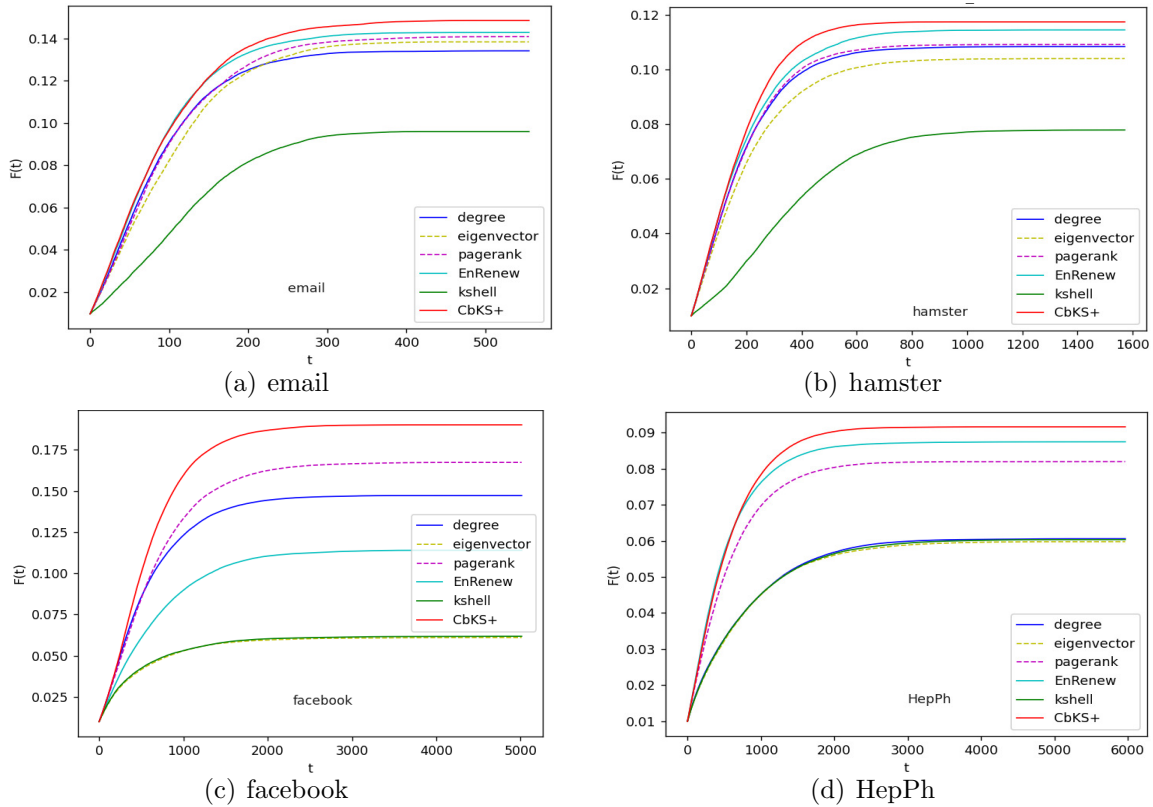 0.14
0.12
0.10
0.08
0.06
0.04
0.02
F(t)
degree
eigenvector
pagerank
EnRenew
kshell
CbKS+
email
0 100 200 300 400 500
t
(a) email
0.12
0.10
0.08
0.06
0.04
0.02
F(t)
degree
eigenvector
pagerank
EnRenew
kshell
CbKS+
hamster
0 200 400 600 800 1000 1200 1400 1600
t
(b) hamster
0.175
0.150
0.125
0.100
0.075
0.050
0.025
F(t)
degree
eigenvector
pagerank
EnRenew
kshell
CbKS+
facebook
0 1000 2000 3000 4000 5000
t
(c) facebook
0.09
0.08
0.07
0.06
0.05
0.04
0.03
0.02
0.01
F(t)
degree
eigenvector
pagerank
EnRenew
kshell
CbKS+
HepPh
0 1000 2000 3000 4000 5000 6000
t
(d) HepPh